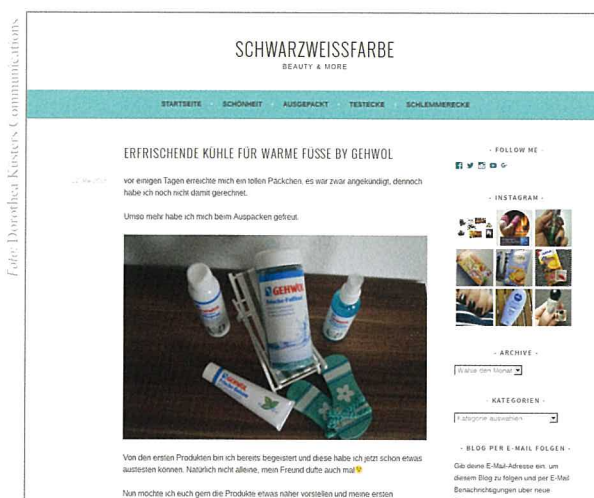 Foto: Dorothea Küsters Communications
SCHWARZWEISSFARBE
BEAUTY & MORE
STARTSEITE · SCHÖNHEIT · AUSGEPACKT · TESTECKE · SCHLEMMERECKE
ERFRISCHENDE KÜHLE FÜR WARME FÜSSE BY GEHWOL
vor einigen Tagen erreichte mich ein tollen Päckchen, es war zwar angekündigt, dennoch
habe ich noch nicht damit gerechnet.
Umso mehr habe ich mich beim Auspacken gefreut.
GEHWOL
GEHWOL
Von den ersten Produkten bin ich bereits begeistert und diese habe ich jetzt schon etwas
austesten können. Natürlich nicht alleine, mein Freund dufte auch mal
Nun möchte ich euch gern die Produkte etwas näher vorstellen und meine ersten
- FOLLOW ME -
- INSTAGRAM -
- ARCHIVE -
Wähle den Monat
- KATEGORIEN -
Kategorie auswählen
- BLOG PER E-MAIL FOLGEN -
Gib deine E-Mail-Adresse ein, um
diesem Blog zu folgen und per E-Mail
Benachrichtigungen über neue